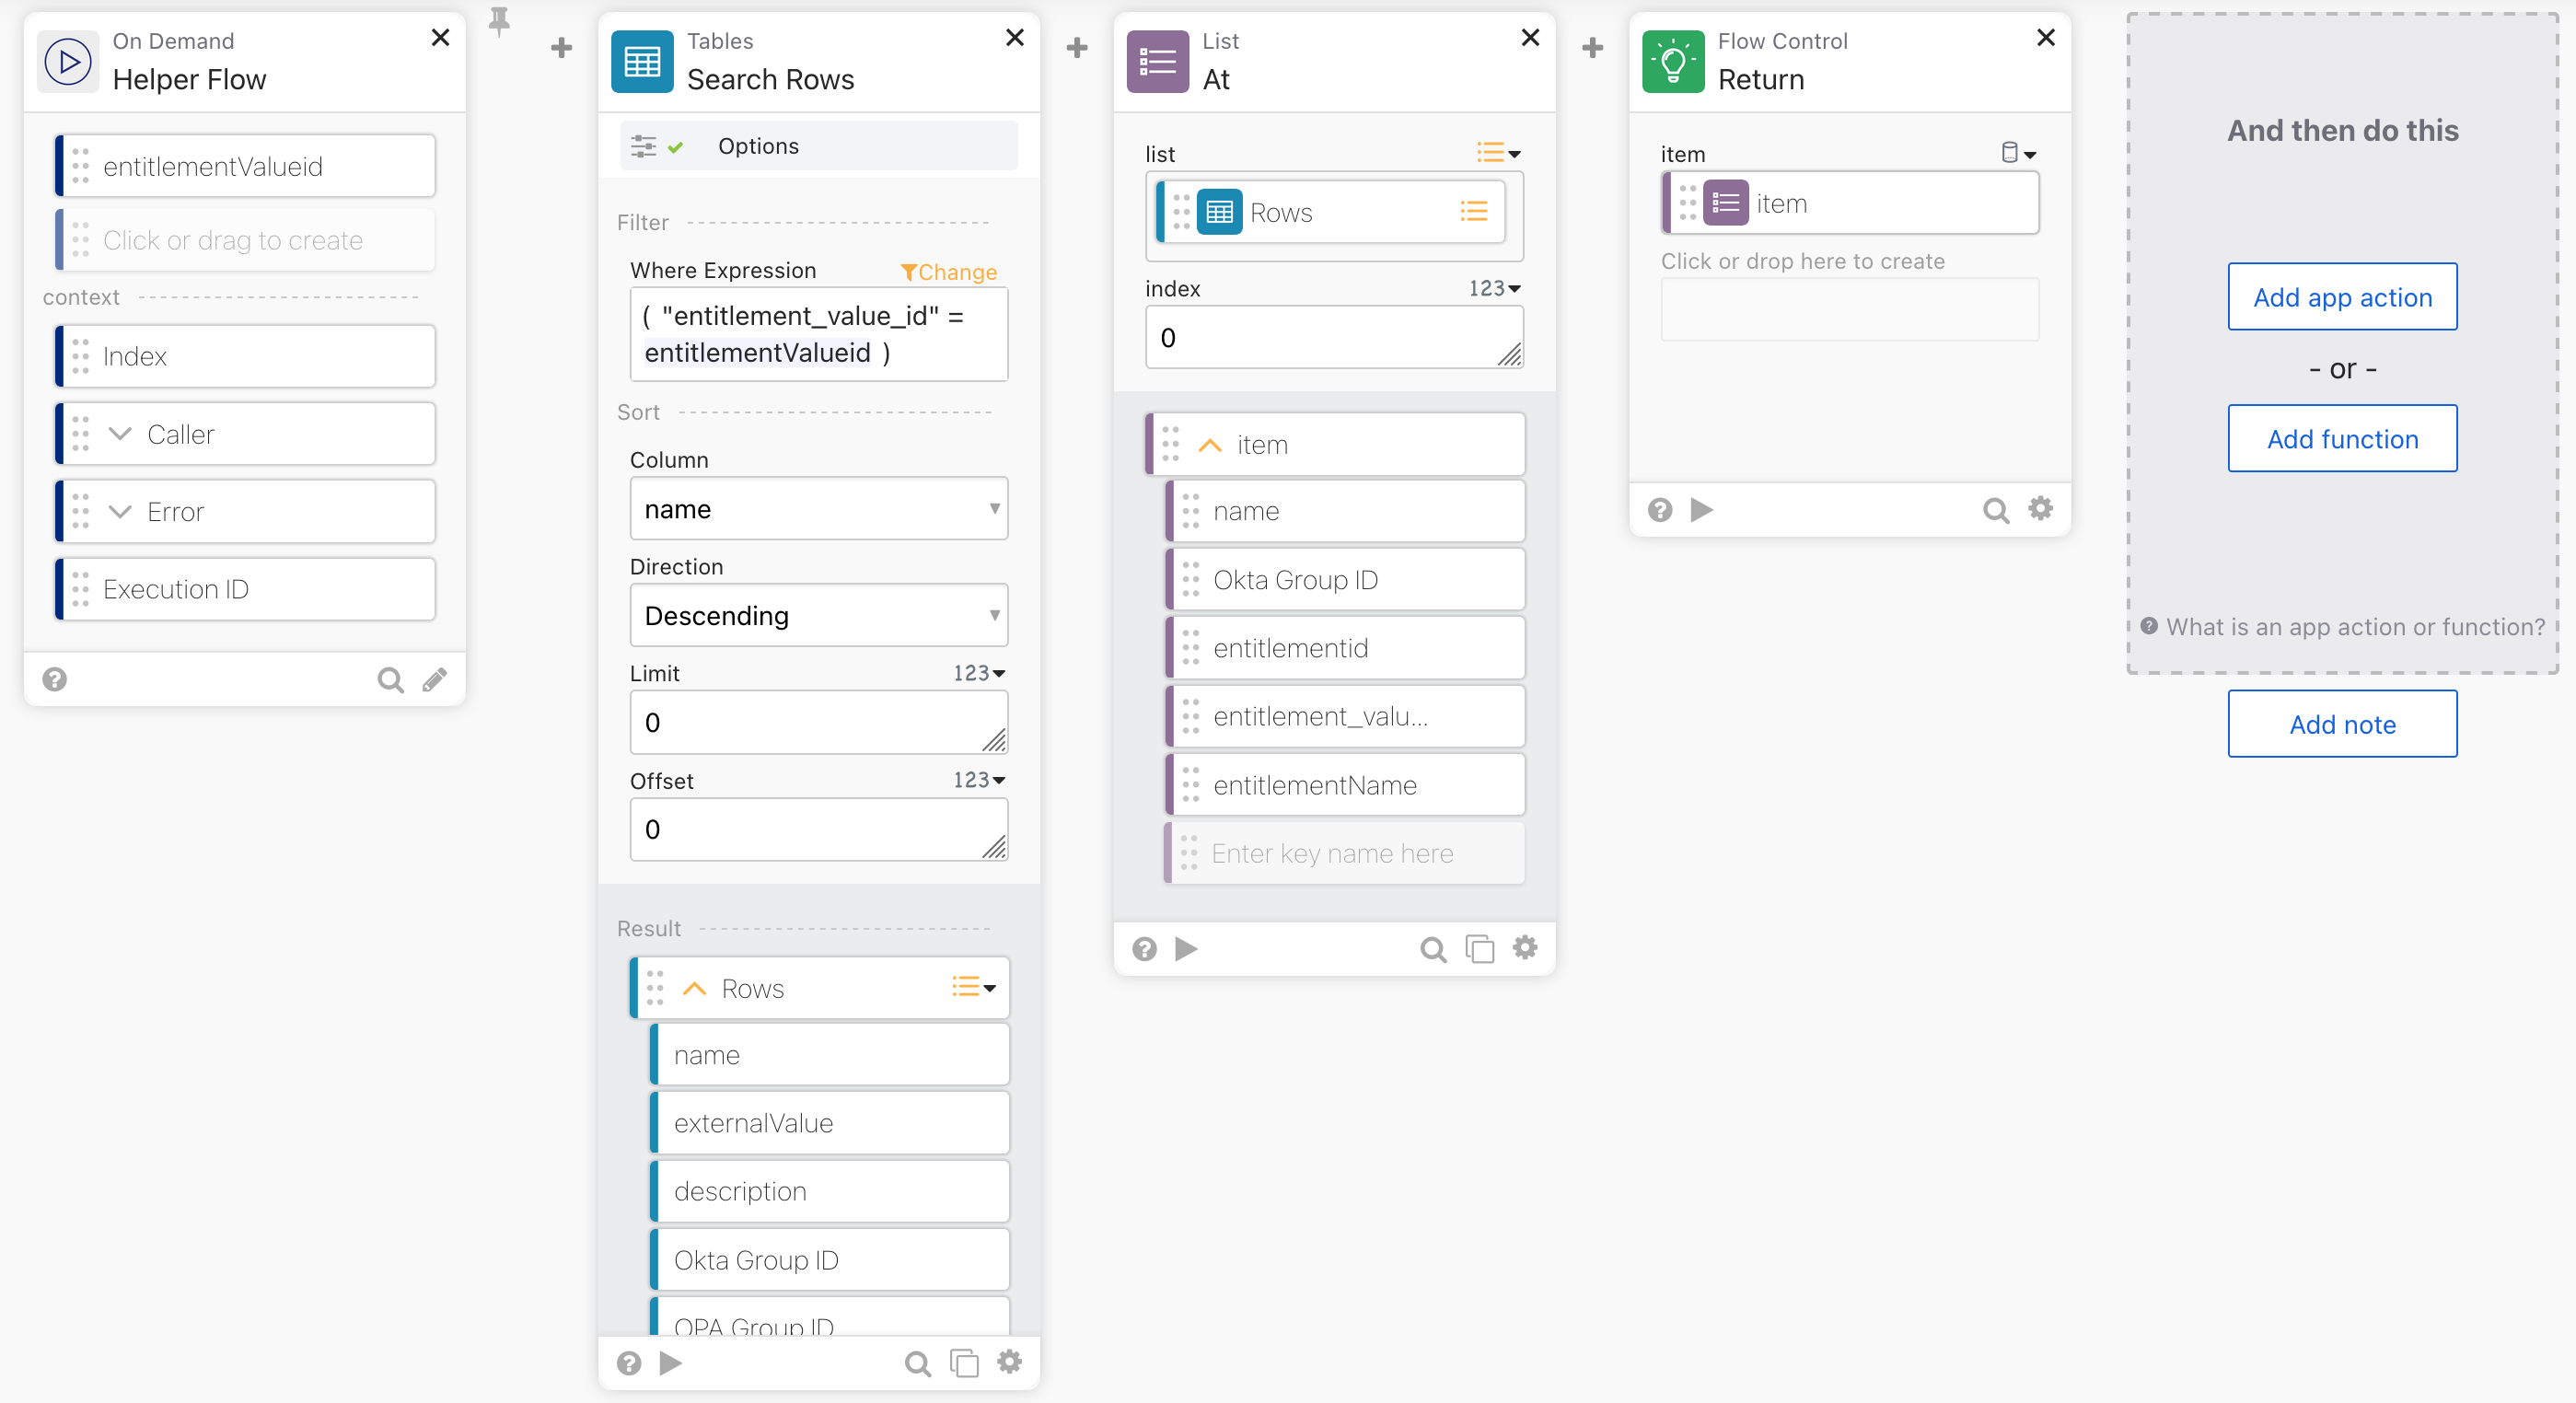 On Demand
Helper Flow
entitlementValueid
Click or drag to create
context
Index
Caller
Error
Execution ID
Tables
Search Rows
Options
Filter
Where Expression
Change
( "entitlement_value_id" =
entitlementValueid )
Sort
Column
name
Direction
Descending
Limit
123
0
Offset
123
0
Result
Rows
name
externalValue
description
Okta Group ID
OPA Group ID
List
At
list
Rows
index
123
0
item
name
Okta Group ID
entitlementid
entitlement_valu...
entitlementName
Enter key name here
Flow Control
Return
item
item
Click or drop here to create
And then do this
Add app action
- or -
Add function
What is an app action or function?
Add note